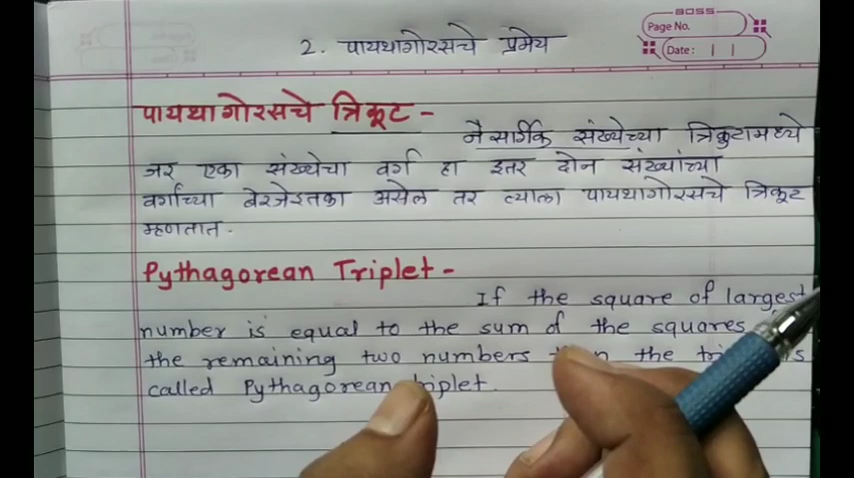 BOSS
Page No.
Date:
2. पायथागोरसचे प्रमेय
पायथागोरसचे त्रिकूट -
नैसर्गिक संख्येच्या त्रिकुटामध्ये
जर एका संख्येचा वर्ग हा इतर दोन संख्यांच्या
वर्गाच्या बेरजेइतका असेल तर त्याला पायथागोरसचे त्रिकूट
म्हणतात.
Pythagorean Triplet -
If the square of largest
number is equal to the sum of the squares
the remaining two numbers the
called Pythagorean triplet.